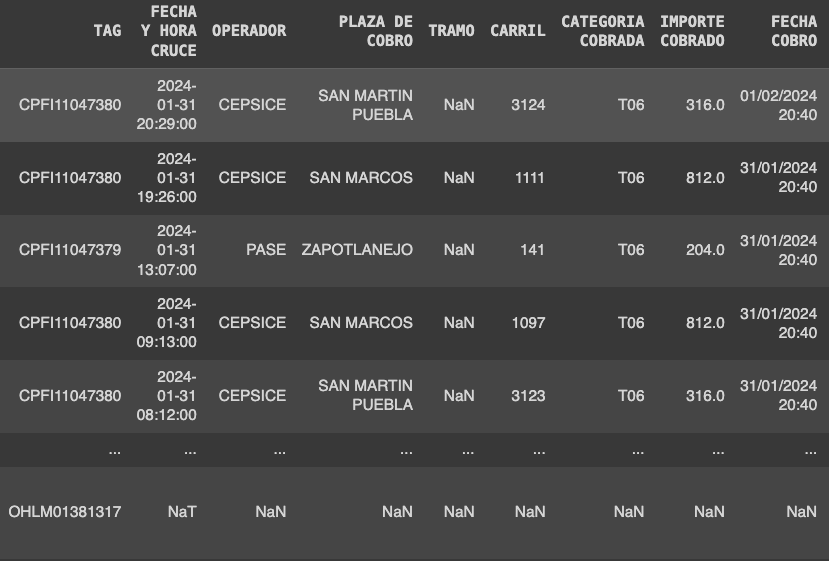 TAG FECHA Y HORA CRUCE OPERADOR PLAZA DE COBRO TRAMO CARRIL CATEGORIA COBRADA IMPORTE COBRADO FECHA COBRO
CPFI11047380 2024-01-31 20:29:00 CEPSICE SAN MARTIN PUEBLA NaN 3124 T06 316.0 01/02/2024 20:40
CPFI11047380 2024-01-31 19:26:00 CEPSICE SAN MARCOS NaN 1111 T06 812.0 31/01/2024 20:40
CPFI11047379 2024-01-31 13:07:00 PASE ZAPOTLANEJO NaN 141 T06 204.0 31/01/2024 20:40
CPFI11047380 2024-01-31 09:13:00 CEPSICE SAN MARCOS NaN 1097 T06 812.0 31/01/2024 20:40
CPFI11047380 2024-01-31 08:12:00 CEPSICE SAN MARTIN PUEBLA NaN 3123 T06 316.0 31/01/2024 20:40
... ... ... ... ... ... ... ... ...
OHLM01381317 NaT NaN NaN NaN NaN NaN NaN NaN